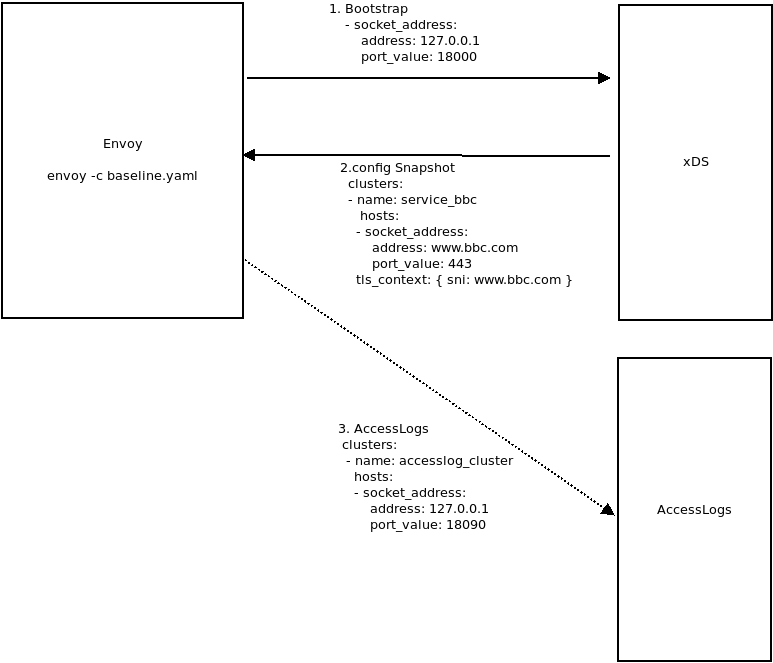 1. Bootstrap
- socket_address:
address: 127.0.0.1
port_value: 18000
Envoy
envoy -c baseline.yaml
xDS
2.config Snapshot
clusters:
- name: service_bbc
hosts:
- socket_address:
address: www.bbc.com
port_value: 443
tls_context: { sni: www.bbc.com }
3. AccessLogs
clusters:
- name: accesslog_cluster
hosts:
- socket_address:
address: 127.0.0.1
port_value: 18090
AccessLogs